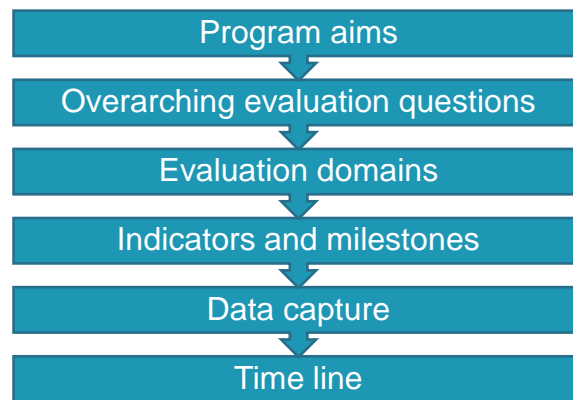 Program aims
Overarching evaluation questions
Evaluation domains
Indicators and milestones
Data capture
Time line